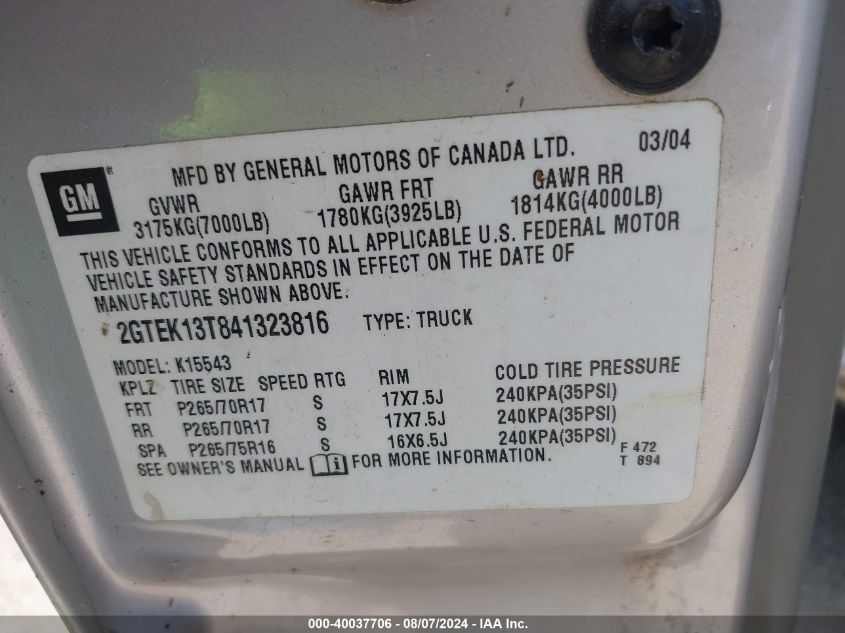 MFD BY GENERAL MOTORS OF CANADA LTD. 03/04
GM ®
GVWR GAWR FRT GAWR RR
3175KG(7000LB) 1780KG(3925LB) 1814KG(4000LB)
THIS VEHICLE CONFORMS TO ALL APPLICABLE U.S. FEDERAL MOTOR
VEHICLE SAFETY STANDARDS IN EFFECT ON THE DATE OF
MANUFACTURE SHOWN ABOVE.
2GTEK13T841323816 TYPE: TRUCK
MODEL: K15543
KPLZ TIRE SIZE SPEED RTG RIM COLD TIRE PRESSURE
FRT P265/70R17 S 17X7.5J 240KPA(35PSI)
RR P265/70R17 S 17X7.5J 240KPA(35PSI)
SPA P265/75R16 S 16X6.5J 240KPA(35PSI)
SEE OWNER'S MANUAL i FOR MORE INFORMATION.
F 472
T 894
000-40037706 - 08/07/2024 - IAA Inc.